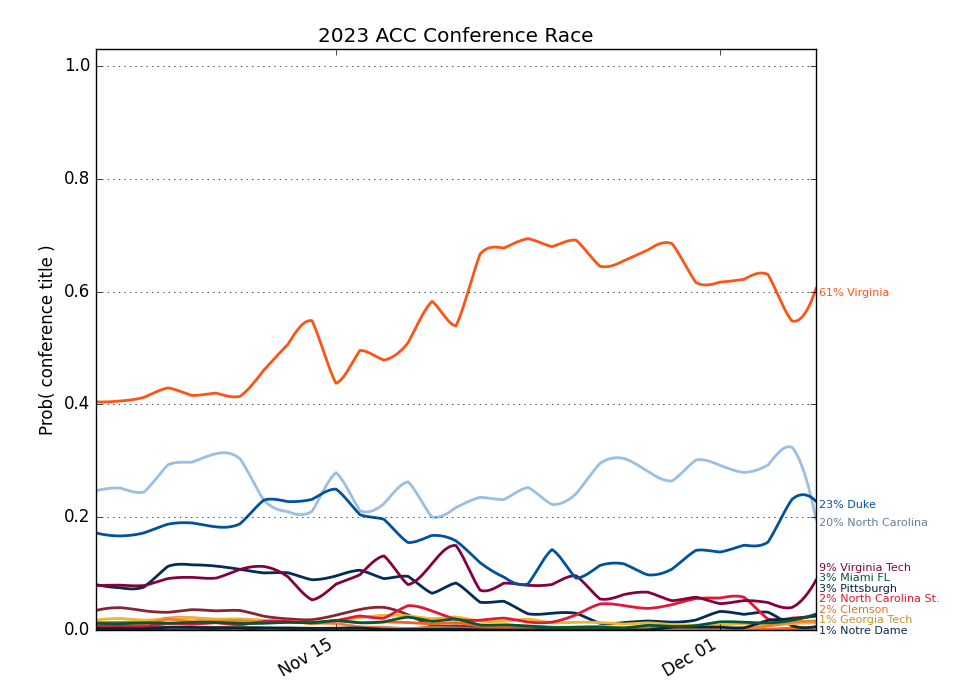 2023 ACC Conference Race
Prob( conference title )
1.0
0.8
0.6
0.4
0.2
0.0
Nov 15
Dec 01
61% Virginia
23% Duke
20% North Carolina
9% Virginia Tech
3% Miami FL
3% Pittsburgh
2% North Carolina St.
2% Clemson
1% Georgia Tech
1% Notre Dame